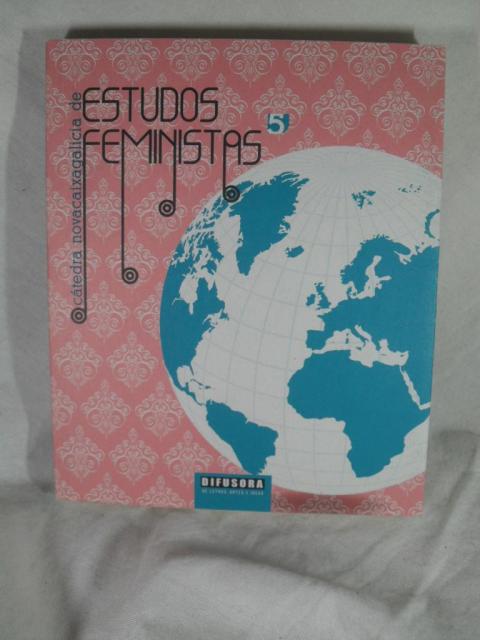 cátedra novacaixagalicia de
ESTUDOS
FEMINISTAS
5
DIFUSORA
DE LETRAS, ARTES E IDEAS